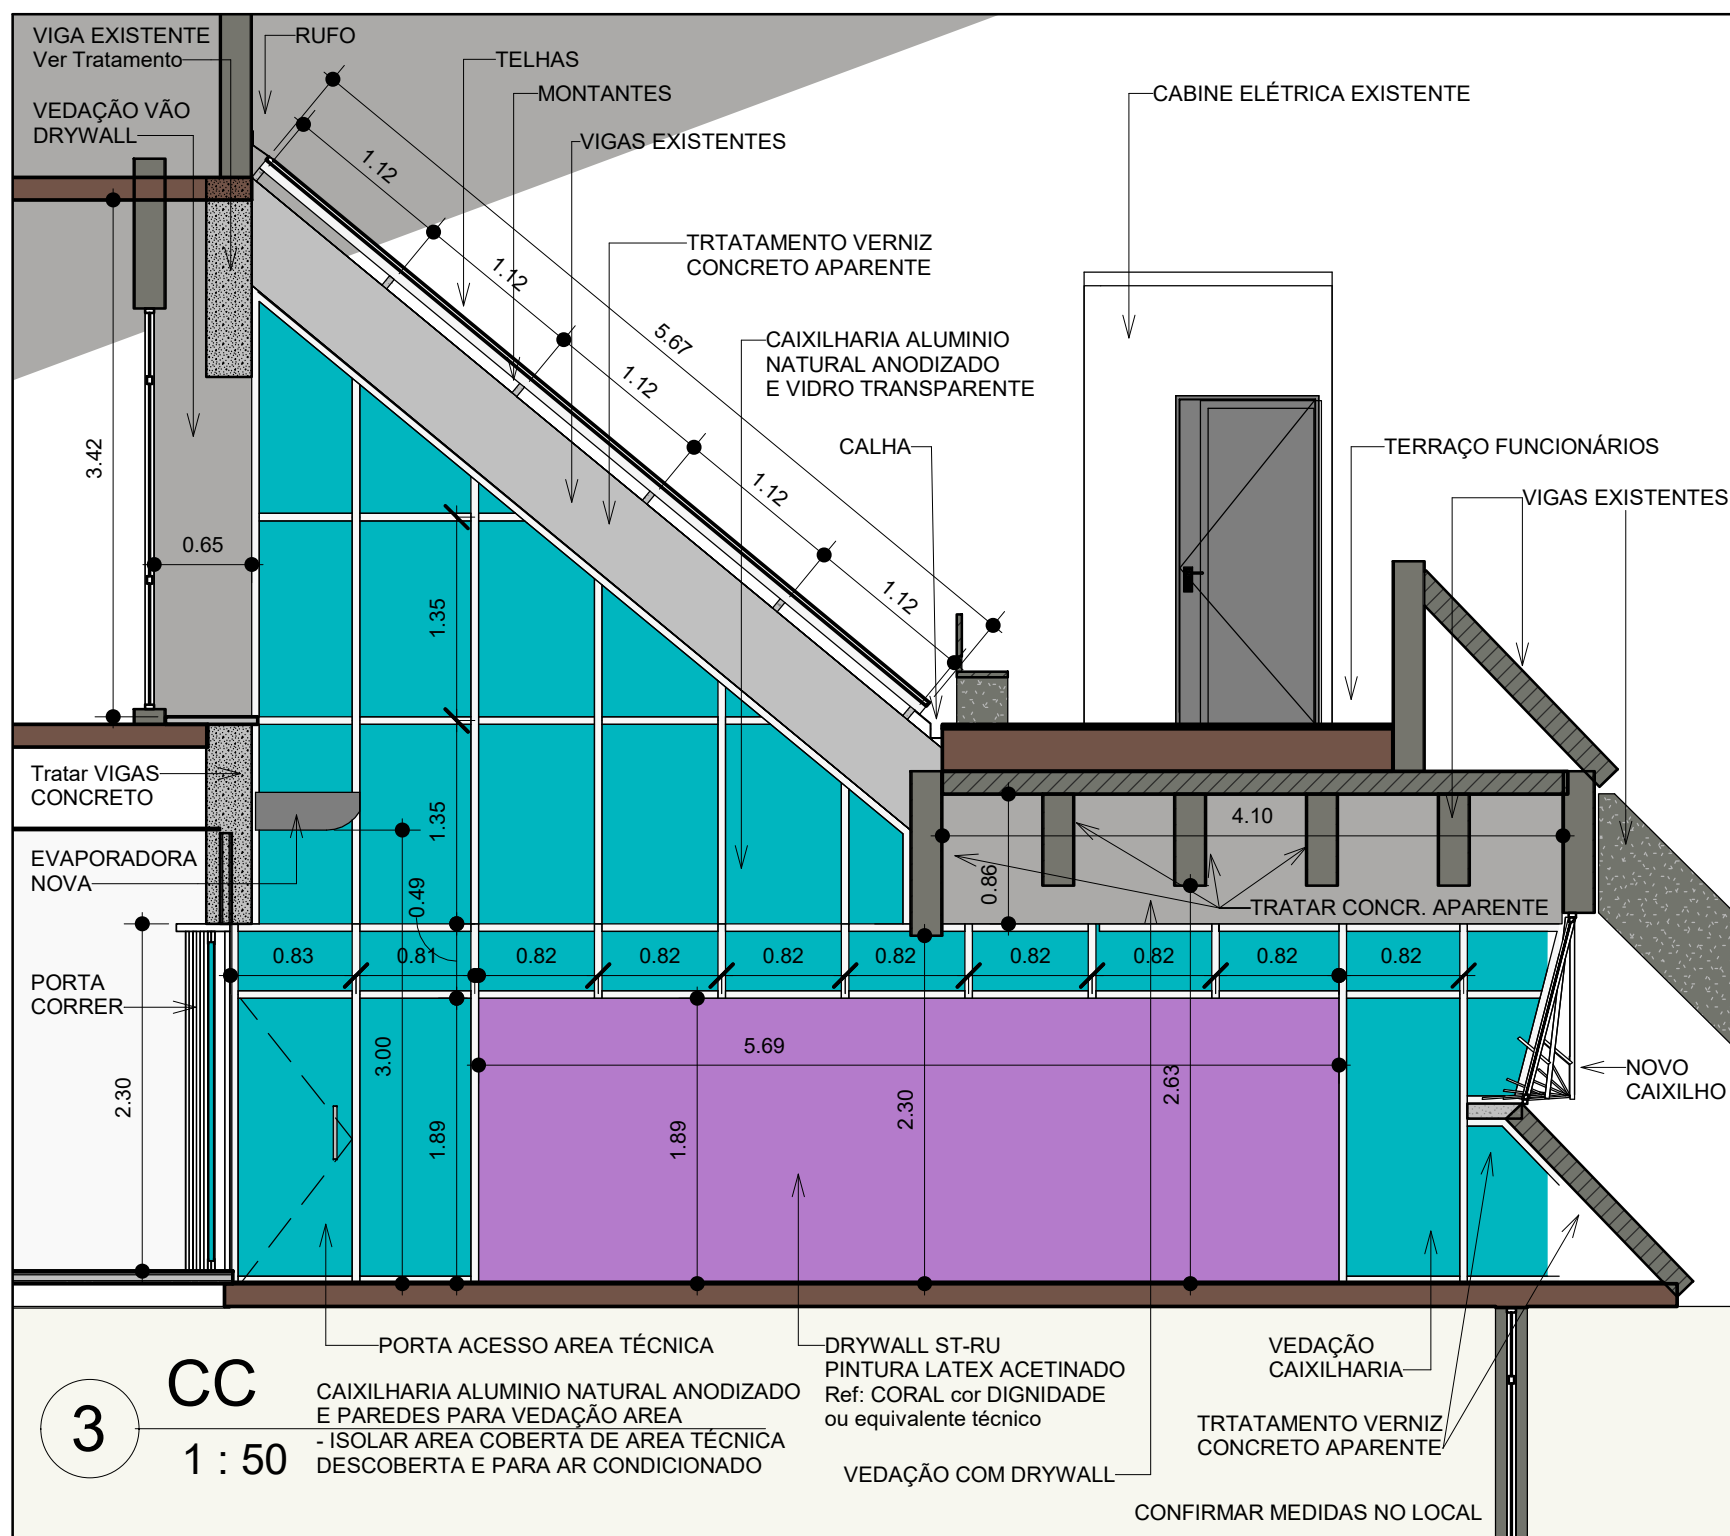 VIGA EXISTENTE
Ver Tratamento
RUFO
TELHAS
MONTANTES
CABINE ELÉTRICA EXISTENTE
VEDAÇÃO VÃO
DRYWALL
VIGAS EXISTENTES
1.12
TRTATAMENTO VERNIZ
CONCRETO APARENTE
1.12
5.67
CAIXILHARIA ALUMINIO
NATURAL ANODIZADO
E VIDRO TRANSPARENTE
1.12
3.42
CALHA
TERRAÇO FUNCIONÁRIOS
1.12
VIGAS EXISTENTES
0.65
1.12
1.35
Tratar VIGAS
CONCRETO
1.35
4.10
EVAPORADORA
NOVA
0.49
0.86
TRATAR CONCR. APARENTE
0.83
0.81
0.82
0.82
0.82
0.82
0.82
0.82
0.82
0.82
PORTA
CORRER
3.00
5.69
2.63
NOVO
CAIXILHO
2.30
2.30
1.89
1.89
PORTA ACESSO AREA TÉCNICA
DRYWALL ST-RU
PINTURA LATEX ACETINADO
Ref: CORAL cor DIGNIDADE
ou equivalente técnico
VEDAÇÃO
CAIXILHARIA
3
CC
1 : 50
CAIXILHARIA ALUMINIO NATURAL ANODIZADO
E PAREDES PARA VEDAÇÃO AREA
- ISOLAR AREA COBERTA DE AREA TÉCNICA
DESCOBERTA E PARA AR CONDICIONADO
TRTATAMENTO VERNIZ
CONCRETO APARENTE
VEDAÇÃO COM DRYWALL
CONFIRMAR MEDIDAS NO LOCAL